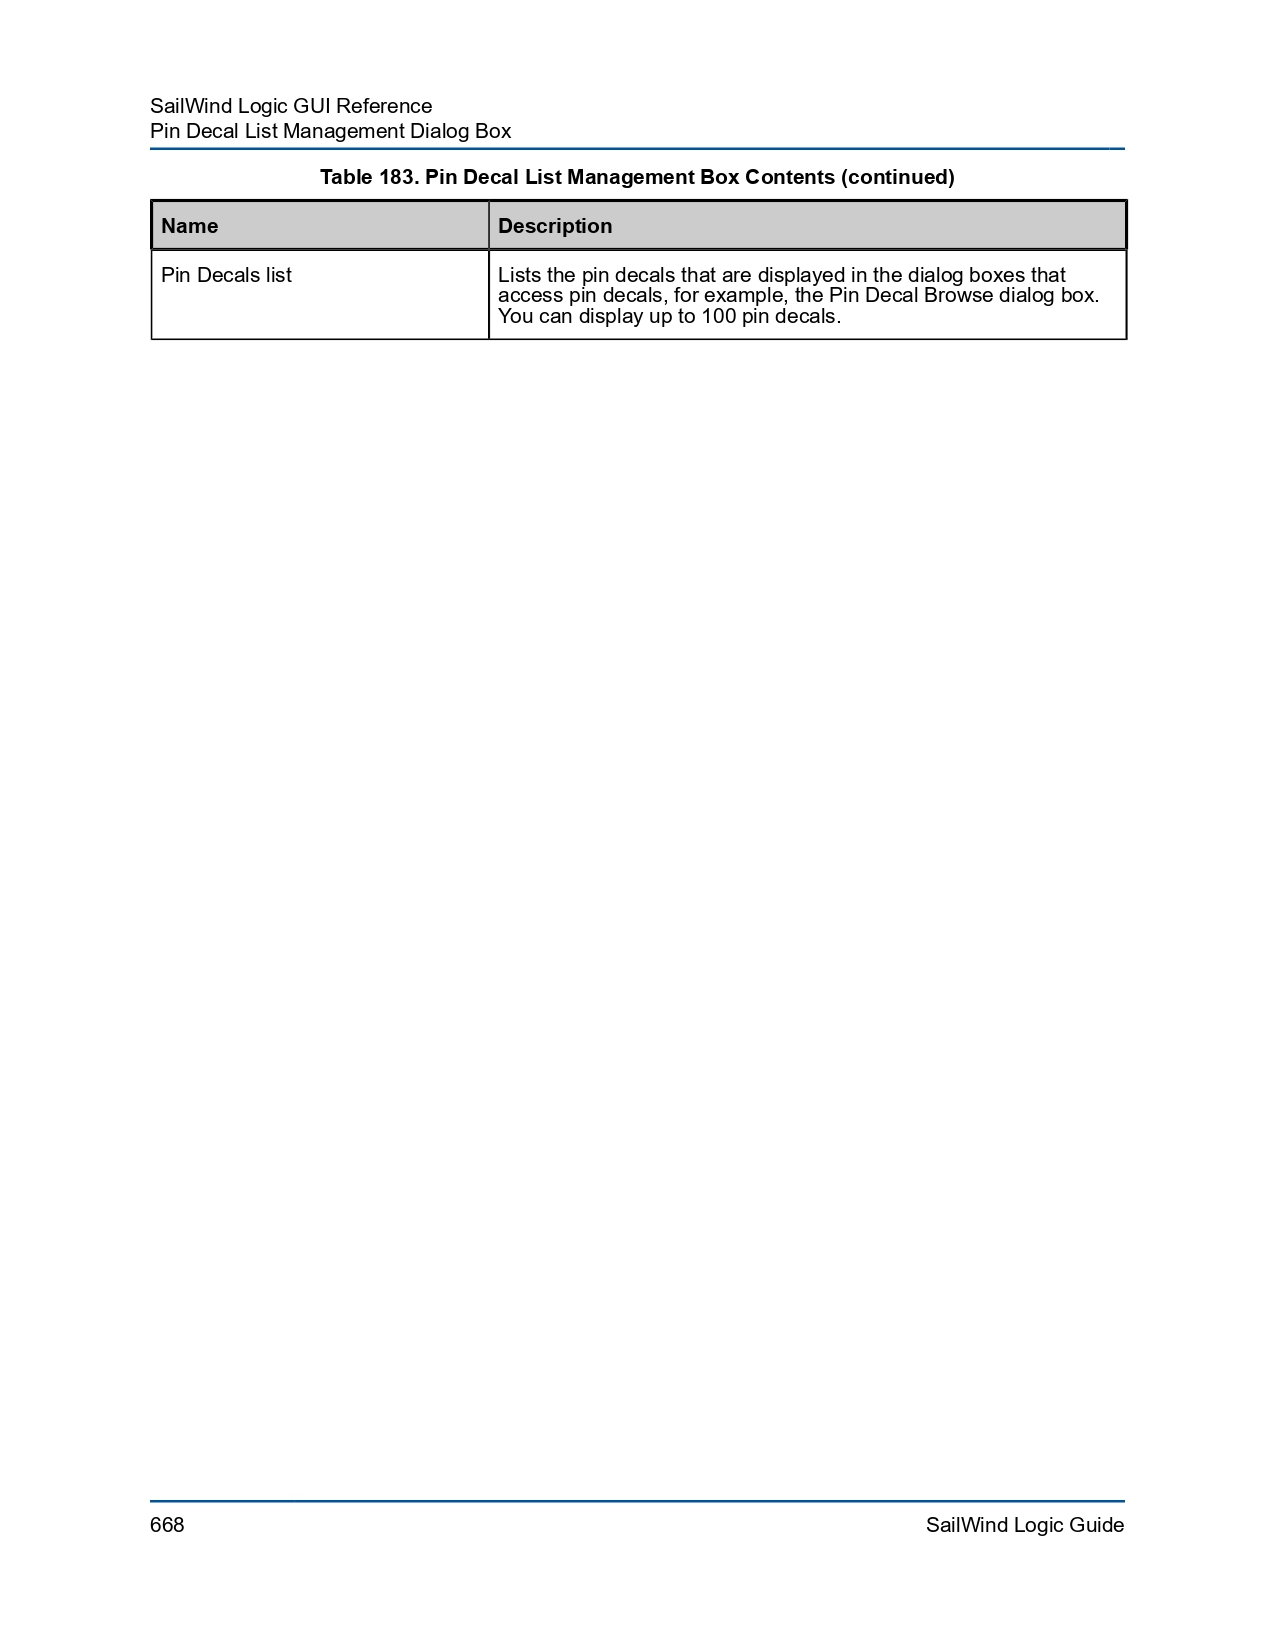 SailWind Logic GUI Reference
Pin Decal List Management Dialog Box
Table 183. Pin Decal List Management Box Contents (continued)
Name
Description
Pin Decals list
Lists the pin decals that are displayed in the dialog boxes that
access pin decals, for example, the Pin Decal Browse dialog box.
You can display up to 100 pin decals.
668
SailWind Logic Guide